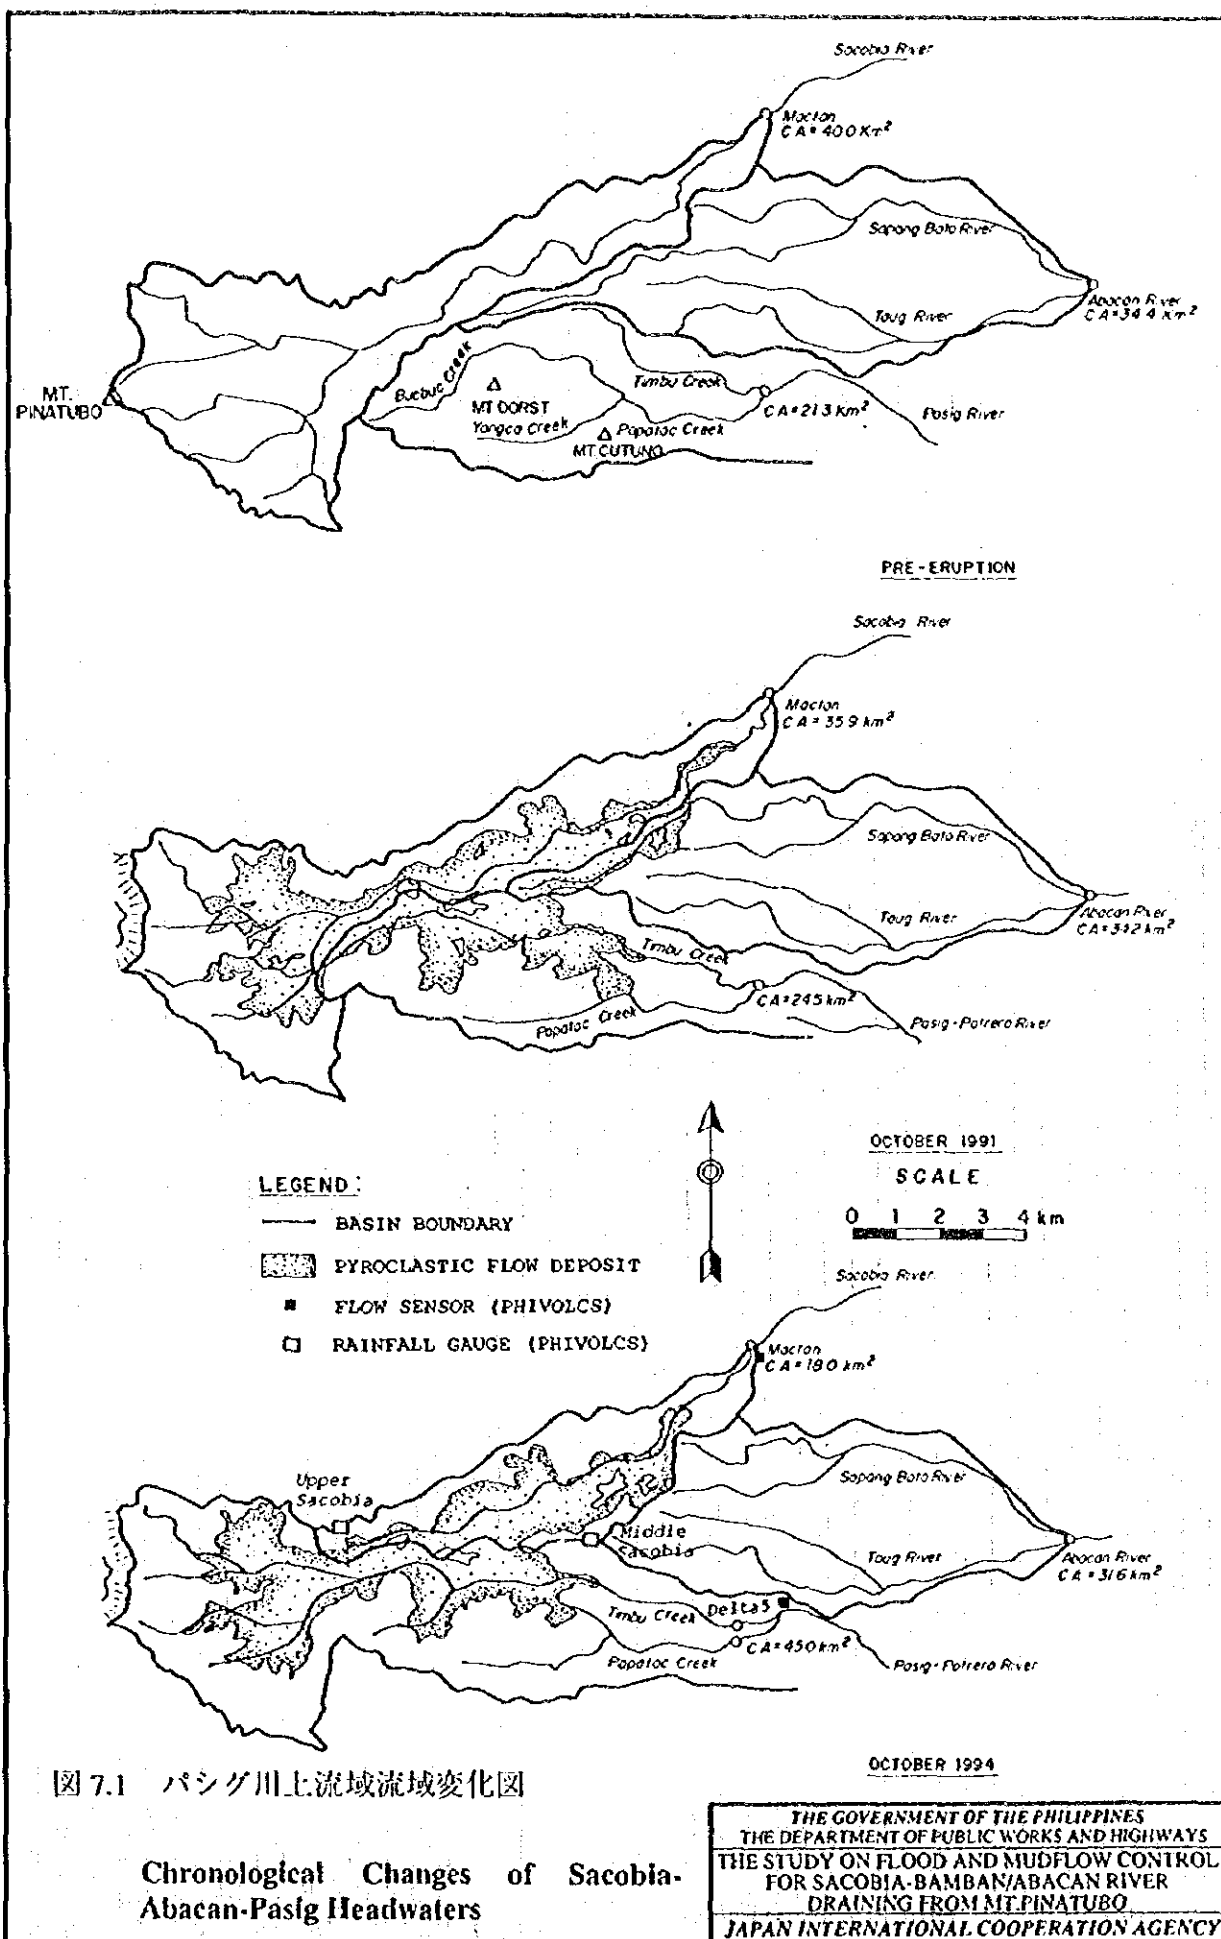 Sacobia River
Mactan
CA=40.0 Km²
Sapang Bato River
Abacan River
CA=34.4 Km²
Taug River
Bucbuc Creek
Timbu Creek
MT.
PINATUBO
MT. DORST
CA=21.3 Km²
Pasig River
Yangca Creek
Papatac Creek
MT. CUTUNO
PRE-ERUPTION
Sacobia River
Mactan
CA=35.9 km²
Sapang Bato River
Taug River
Abacan River
Timbu Creek
CA=24.5 km²
Papatac Creek
Pasig-Potrero River
OCTOBER 1991
SCALE
0 1 2 3 4 km
LEGEND:
BASIN BOUNDARY
PYROCLASTIC FLOW DEPOSIT
FLOW SENSOR (PHIVOLCS)
RAINFALL GAUGE (PHIVOLCS)
Sacobia River
Mactan
CA=18.0 km²
Upper
Sacobia
Sapang Bato River
Middle
Sacobia
Taug River
Abacan River
CA=31.6 km²
Timbu Creek
Delta5
CA=45.0 km²
Papatac Creek
Pasig-Potrero River
OCTOBER 1994
図 7.1 パシグ川上流域流域変化図
Chronological Changes of Sacobia-
Abacan-Pasig Headwaters
THE GOVERNMENT OF THE PHILIPPINES
THE DEPARTMENT OF PUBLIC WORKS AND HIGHWAYS
THE STUDY ON FLOOD AND MUDFLOW CONTROL
FOR SACOBIA-BAMBAN/ABACAN RIVER
DRAINING FROM MT.PINATUBO
JAPAN INTERNATIONAL COOPERATION AGENCY